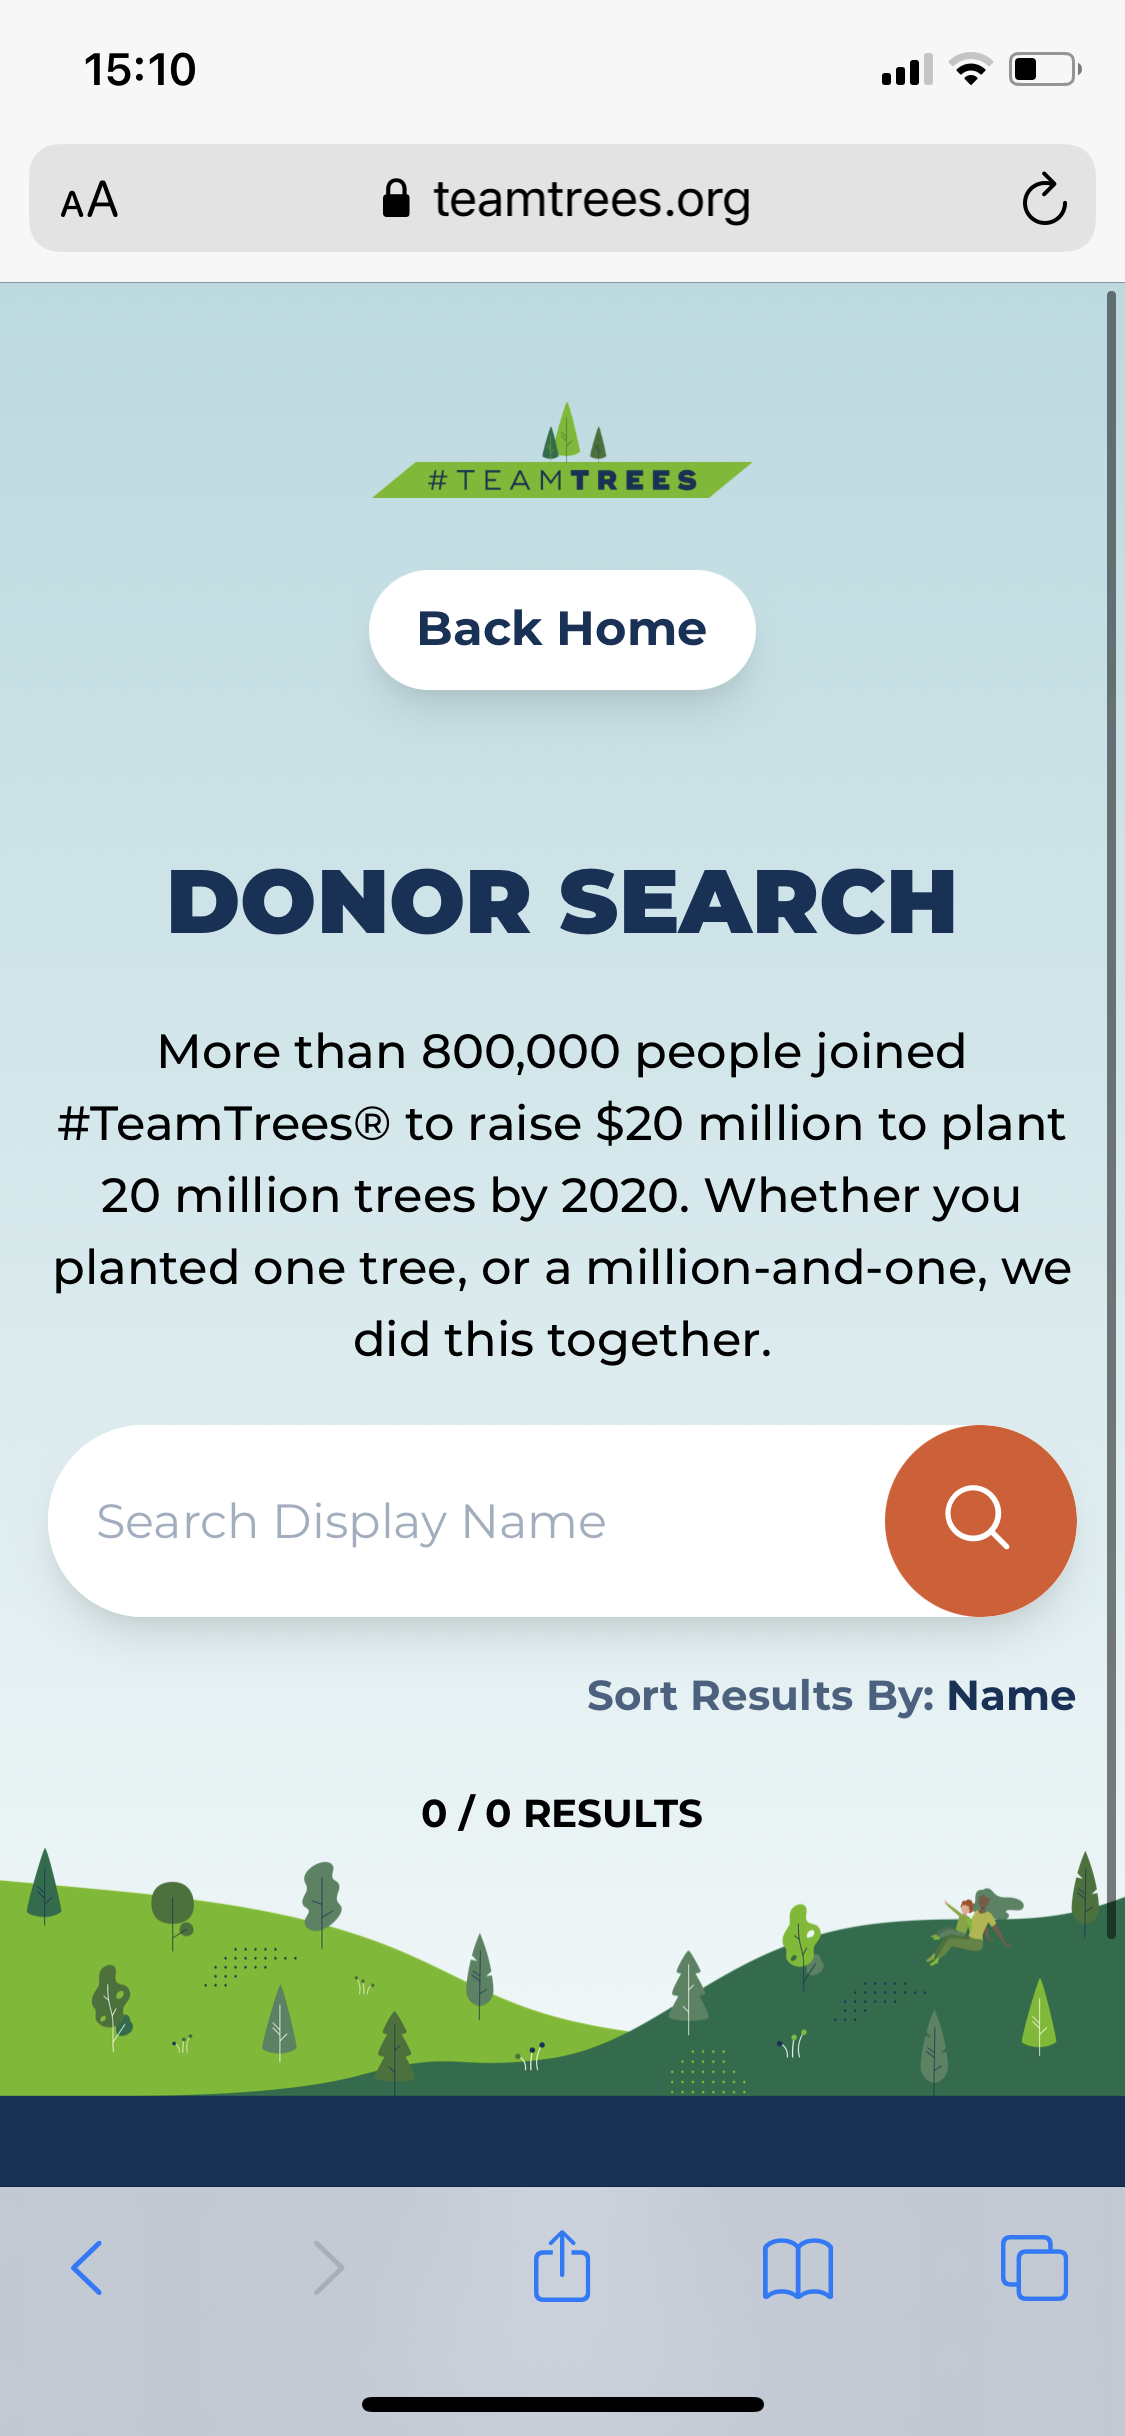 15:10
AA
teamtrees.org
#TEAMTREES
Back Home
DONOR SEARCH
More than 800,000 people joined
#TeamTrees® to raise $20 million to plant
20 million trees by 2020. Whether you
planted one tree, or a million-and-one, we
did this together.
Search Display Name
Sort Results By: Name
0 / 0 RESULTS